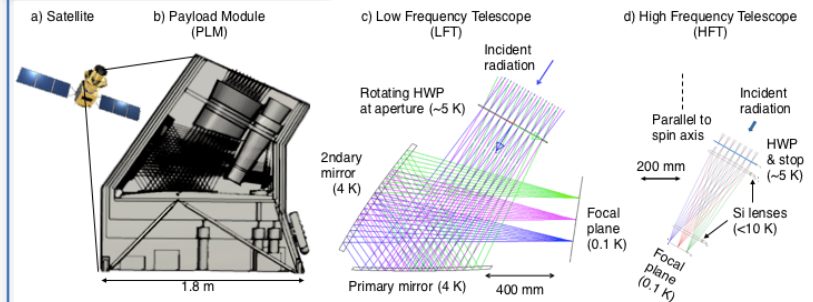 a) Satellite
b) Payload Module
(PLM)
1.8 m
c) Low Frequency Telescope
(LFT)
Incident
radiation
Rotating HWP
at aperture (~5 K)
2ndary
mirror
(4 K)
Focal
plane
(0.1 K)
Primary mirror (4 K)
400 mm
d) High Frequency Telescope
(HFT)
Parallel to
spin axis
Incident
radiation
200 mm
HWP
& stop
(~5 K)
Si lenses
(<10 K)
Focal
plane
(0.1 K)